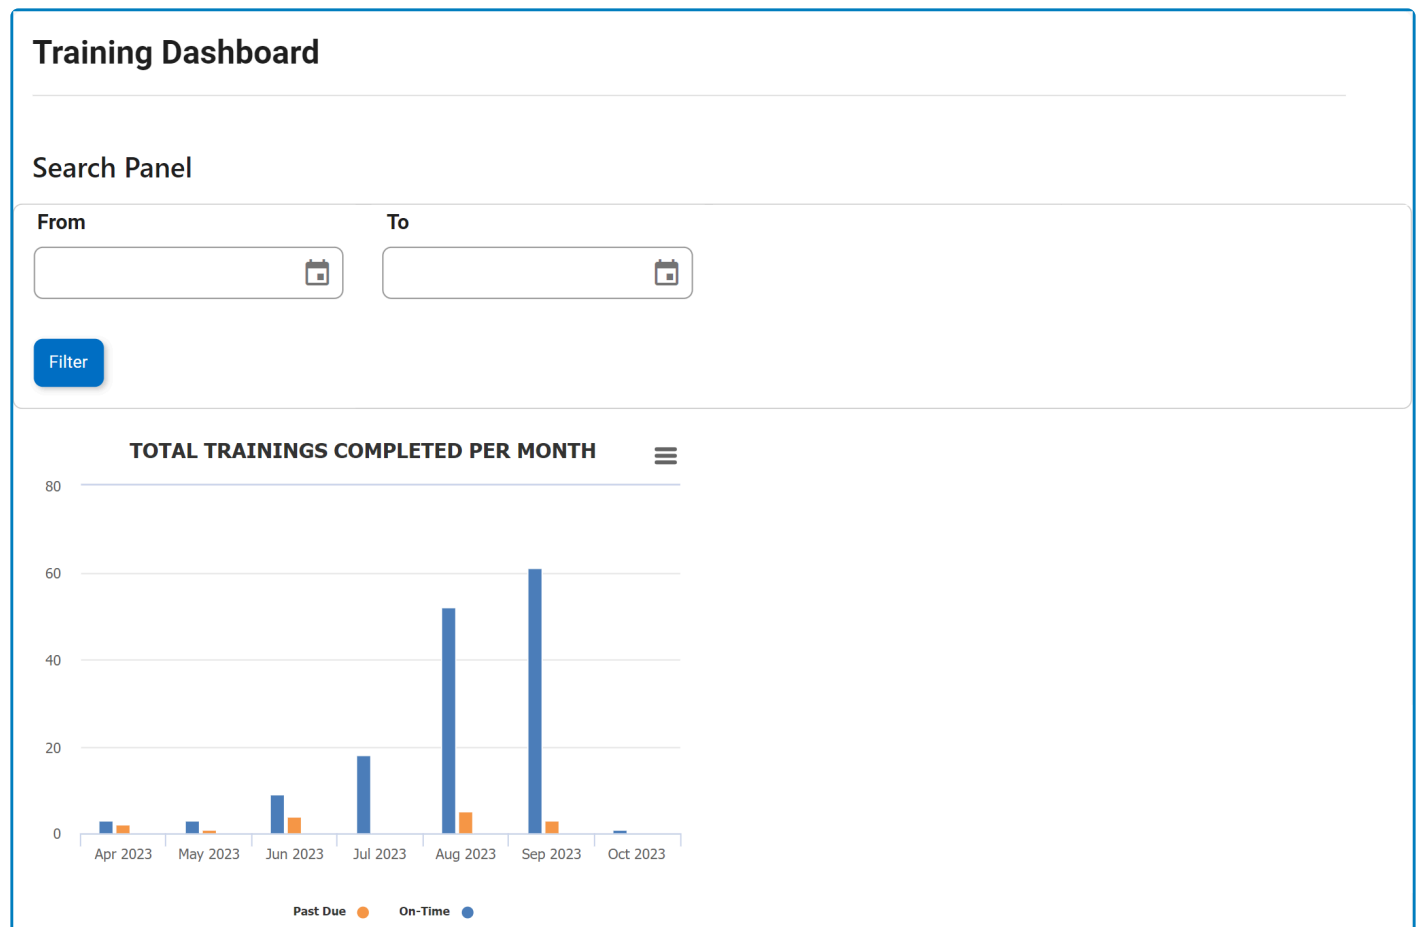 Training Dashboard
Search Panel
From To
Filter
TOTAL TRAININGS COMPLETED PER MONTH
80
60
40
20
0
Apr 2023 May 2023 Jun 2023 Jul 2023 Aug 2023 Sep 2023 Oct 2023
Past Due On-Time